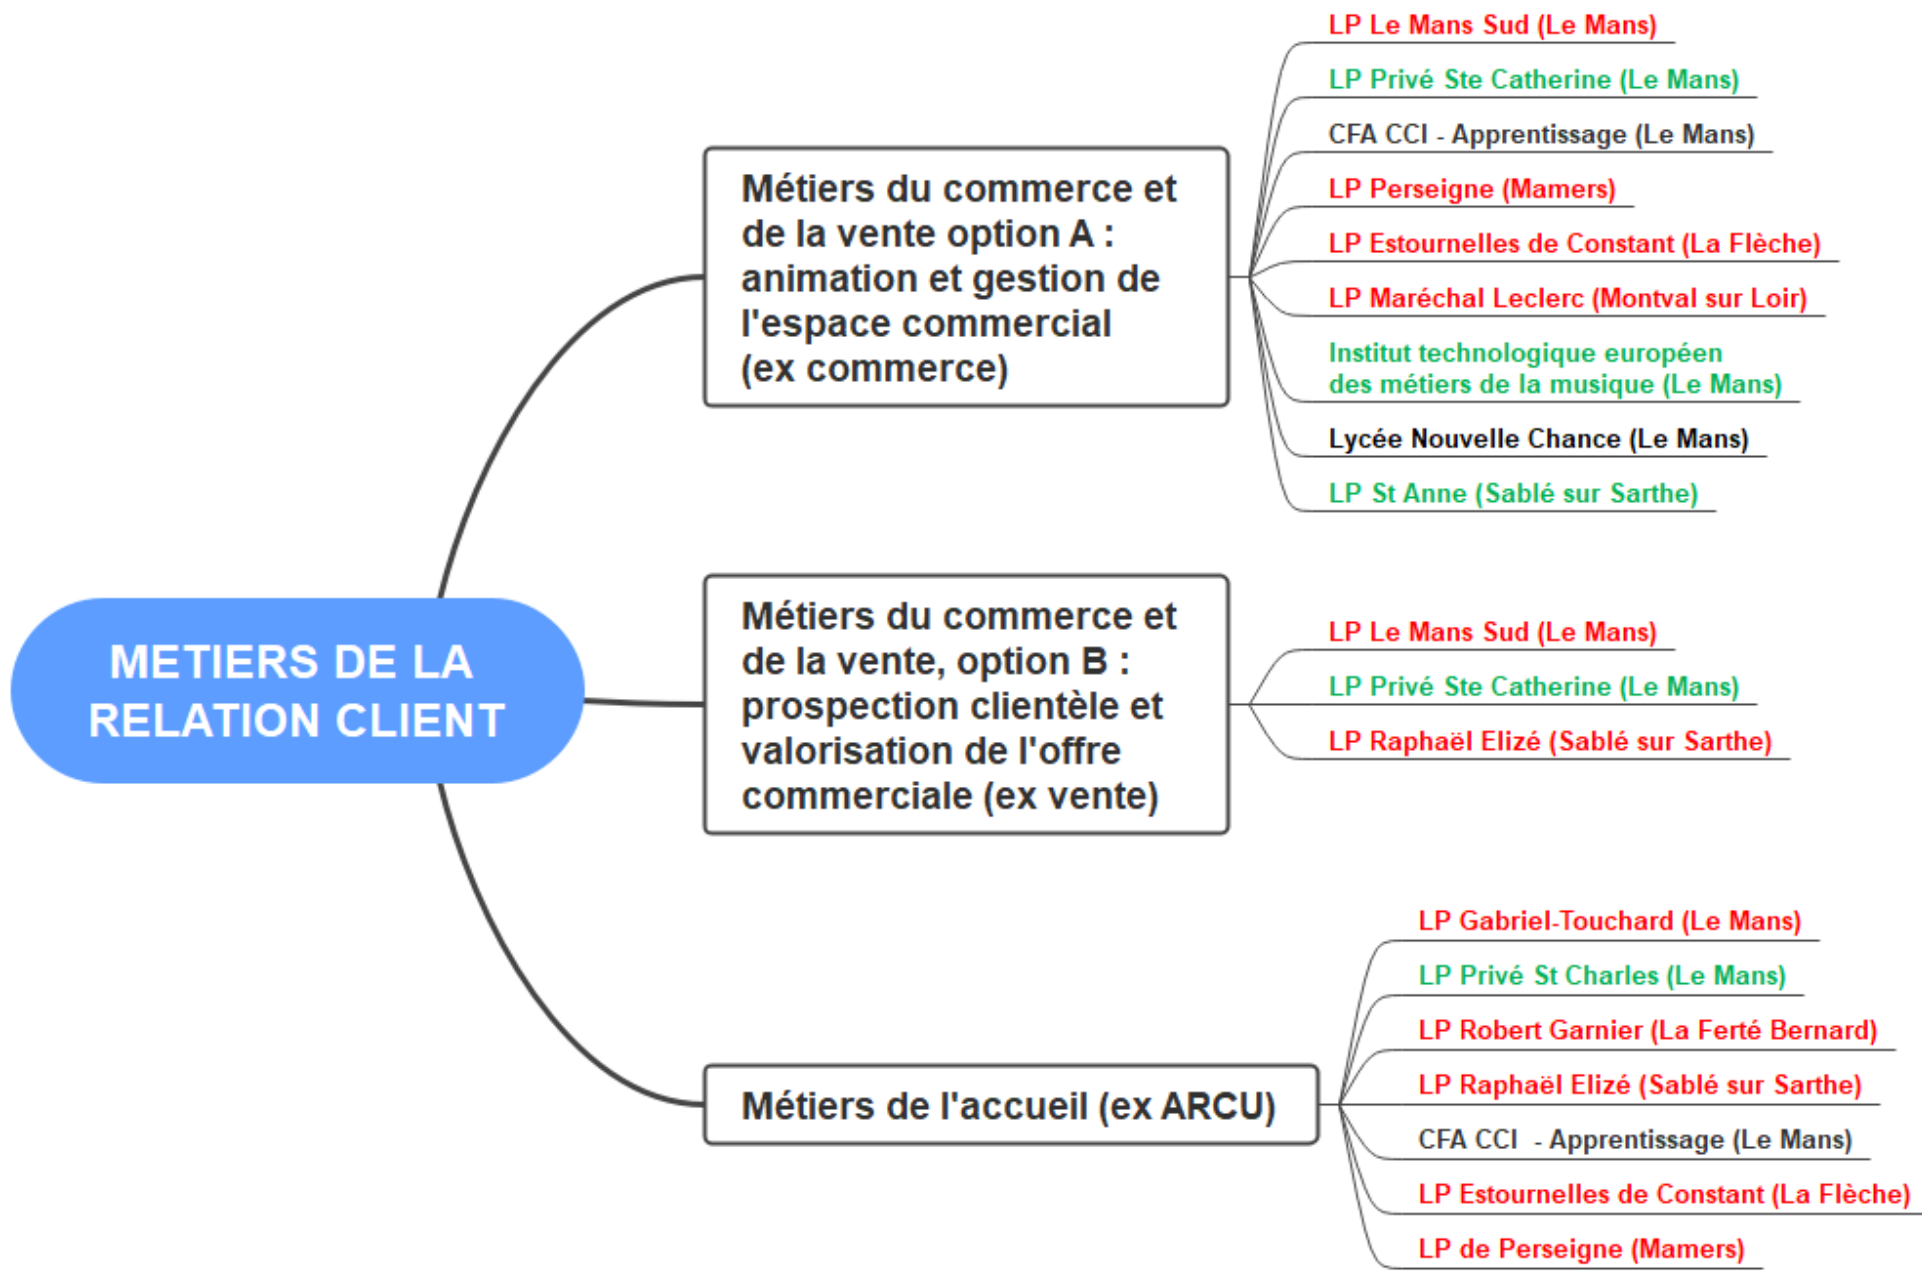 METIERS DE LA
RELATION CLIENT
Métiers du commerce et
de la vente option A :
animation et gestion de
l'espace commercial
(ex commerce)
LP Le Mans Sud (Le Mans)
LP Privé Ste Catherine (Le Mans)
CFA CCI - Apprentissage (Le Mans)
LP Perseigne (Mamers)
LP Estournelles de Constant (La Flèche)
LP Maréchal Leclerc (Montval sur Loir)
Institut technologique européen
des métiers de la musique (Le Mans)
Lycée Nouvelle Chance (Le Mans)
LP St Anne (Sablé sur Sarthe)
Métiers du commerce et
de la vente, option B :
prospection clientèle et
valorisation de l'offre
commerciale (ex vente)
LP Le Mans Sud (Le Mans)
LP Privé Ste Catherine (Le Mans)
LP Raphaël Elizé (Sablé sur Sarthe)
Métiers de l'accueil (ex ARCU)
LP Gabriel-Touchard (Le Mans)
LP Privé St Charles (Le Mans)
LP Robert Garnier (La Ferté Bernard)
LP Raphaël Elizé (Sablé sur Sarthe)
CFA CCI  - Apprentissage (Le Mans)
LP Estournelles de Constant (La Flèche)
LP de Perseigne (Mamers)